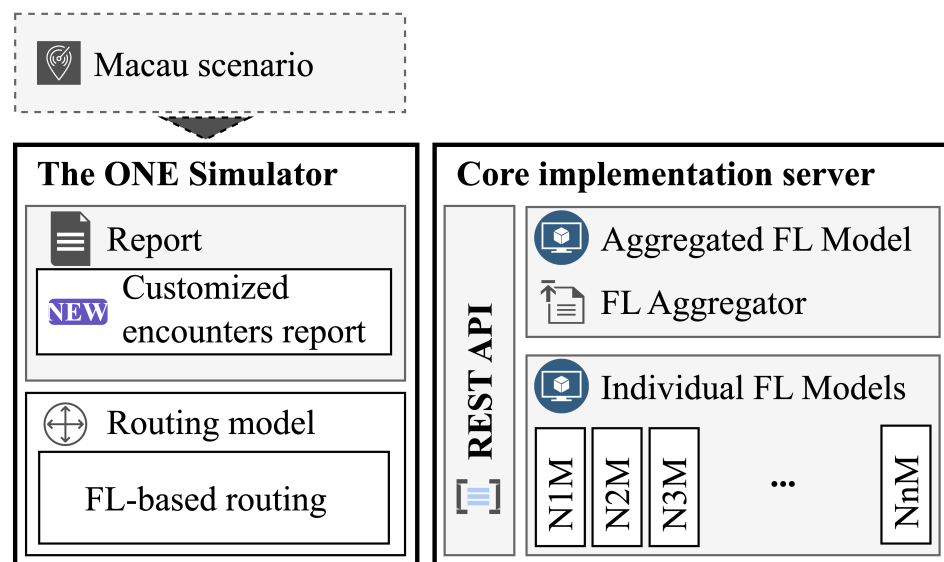 Macau scenario
The ONE Simulator
Report
NEW
Customized
encounters report
Routing model
FL-based routing
Core implementation server
REST API
Aggregated FL Model
FL Aggregator
Individual FL Models
N1M
N2M
N3M
...
NnM